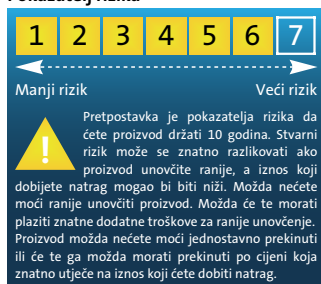 Pokazatelj rizika
1 2 3 4 5 6 7
Manji rizik Veći rizik
Pretpostavka je pokazatelja rizika da
ćete proizvod držati 10 godina. Stvarni
rizik može se znatno razlikovati ako
proizvod unovčite ranije, a iznos koji
dobijete natrag mogao bi biti niži. Možda nećete
moći ranije unovčiti proizvod. Možda će te morati
plaziti znatne dodatne troškove za ranije unovčenje.
Proizvod možda nećete moći jednostavno prekinuti
ili će te ga možda morati prekinuti po cijeni koja
znatno utječe na iznos koji ćete dobiti natrag.